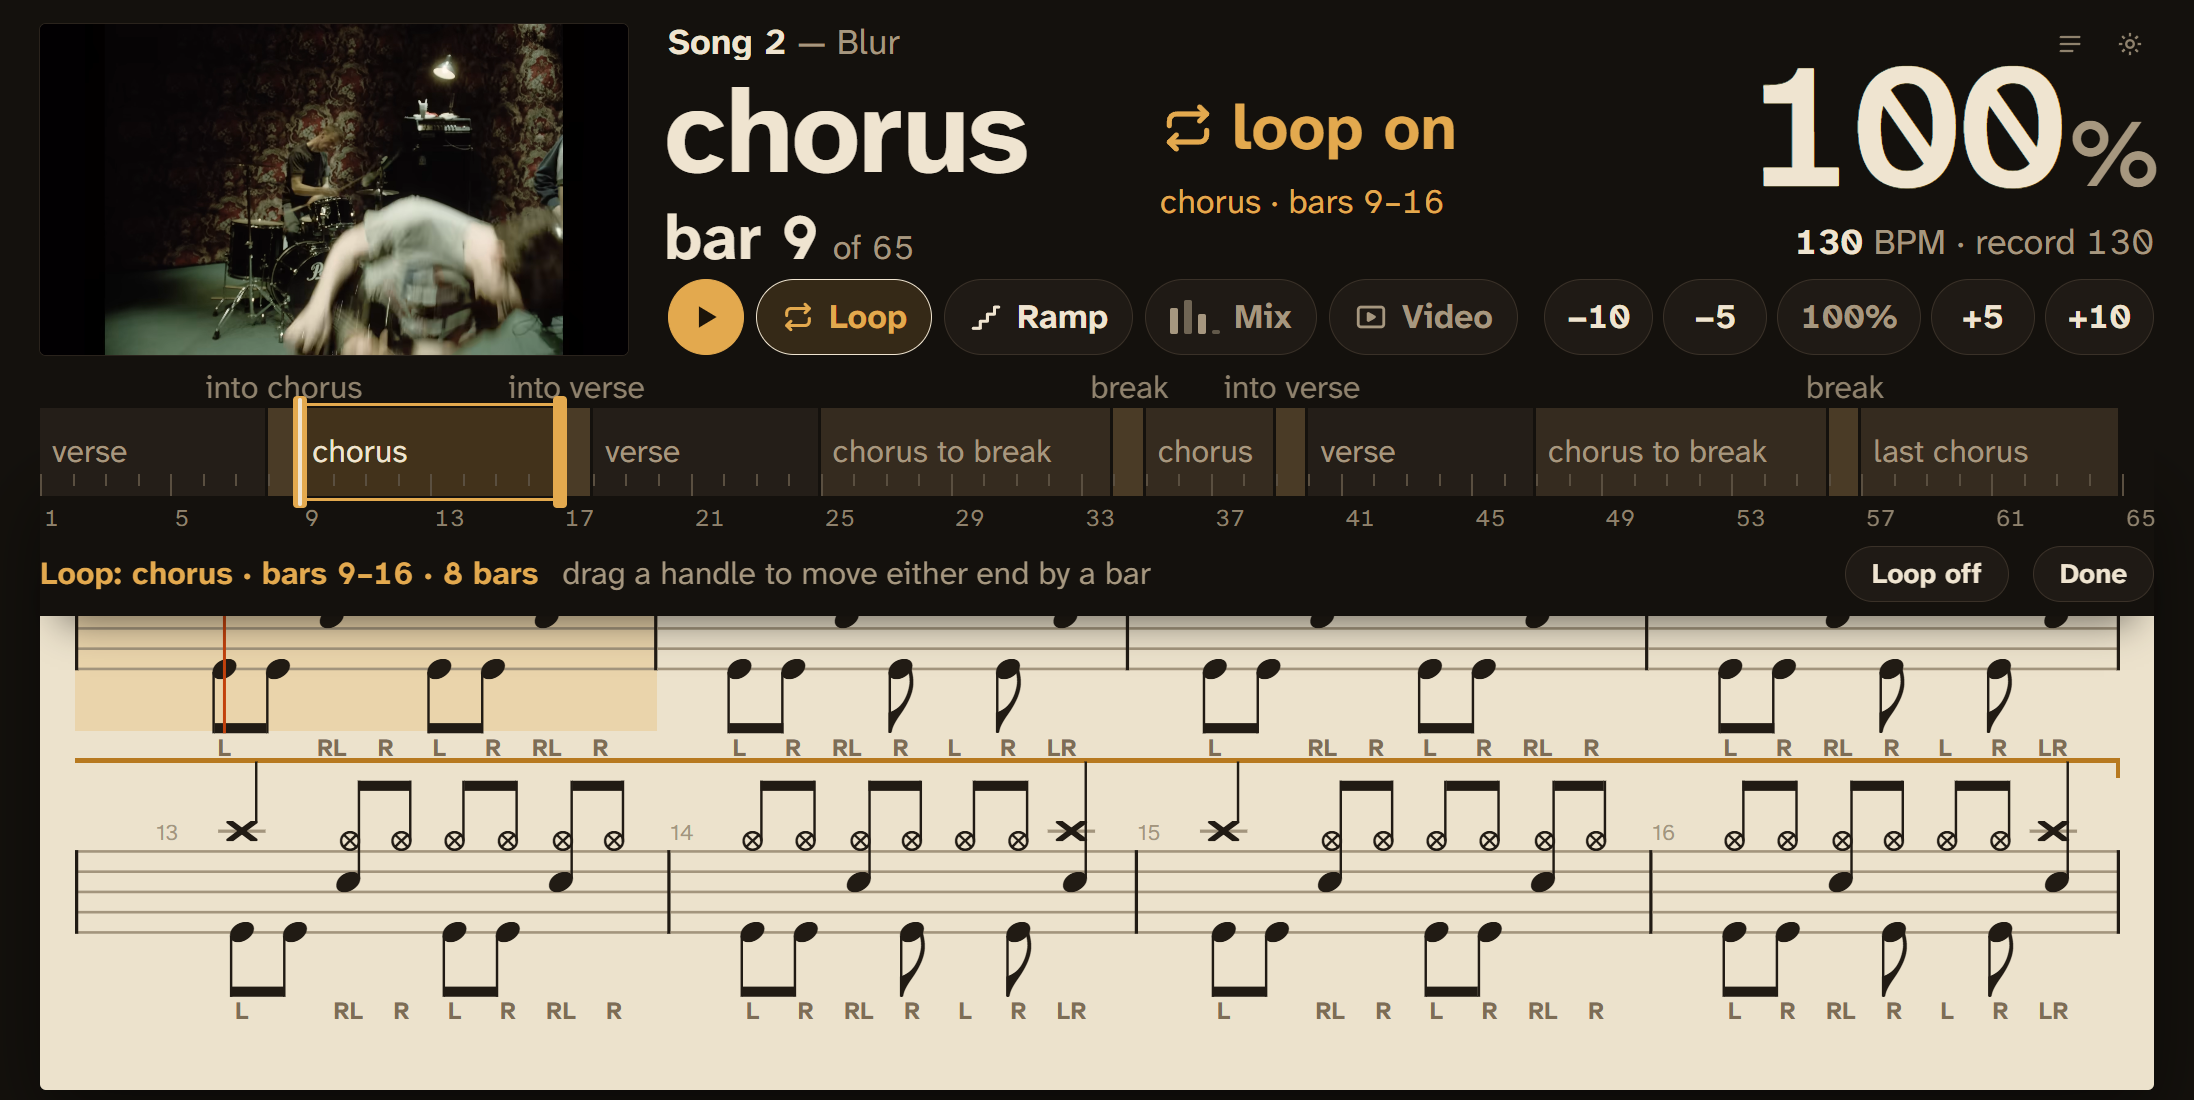 Song 2 — Blur
chorus
bar 9 of 65
loop on
chorus · bars 9–16
100%
130 BPM · record 130
Loop
Ramp
Mix
Video
−10
−5
100%
+5
+10
into chorus
into verse
break
into verse
break
verse
chorus
verse
chorus to break
chorus
verse
chorus to break
last chorus
1 5 9 13 17 21 25 29 33 37 41 45 49 53 57 61 65
Loop: chorus · bars 9–16 · 8 bars drag a handle to move either end by a bar
Loop off
Done
L RL R L R RL R L R RL R L R LR L RL R L R RL R L R RL R L R LR
13 14 15 16
L RL R L R RL R L R RL R L R LR L RL R L R RL R L R RL R L R LR